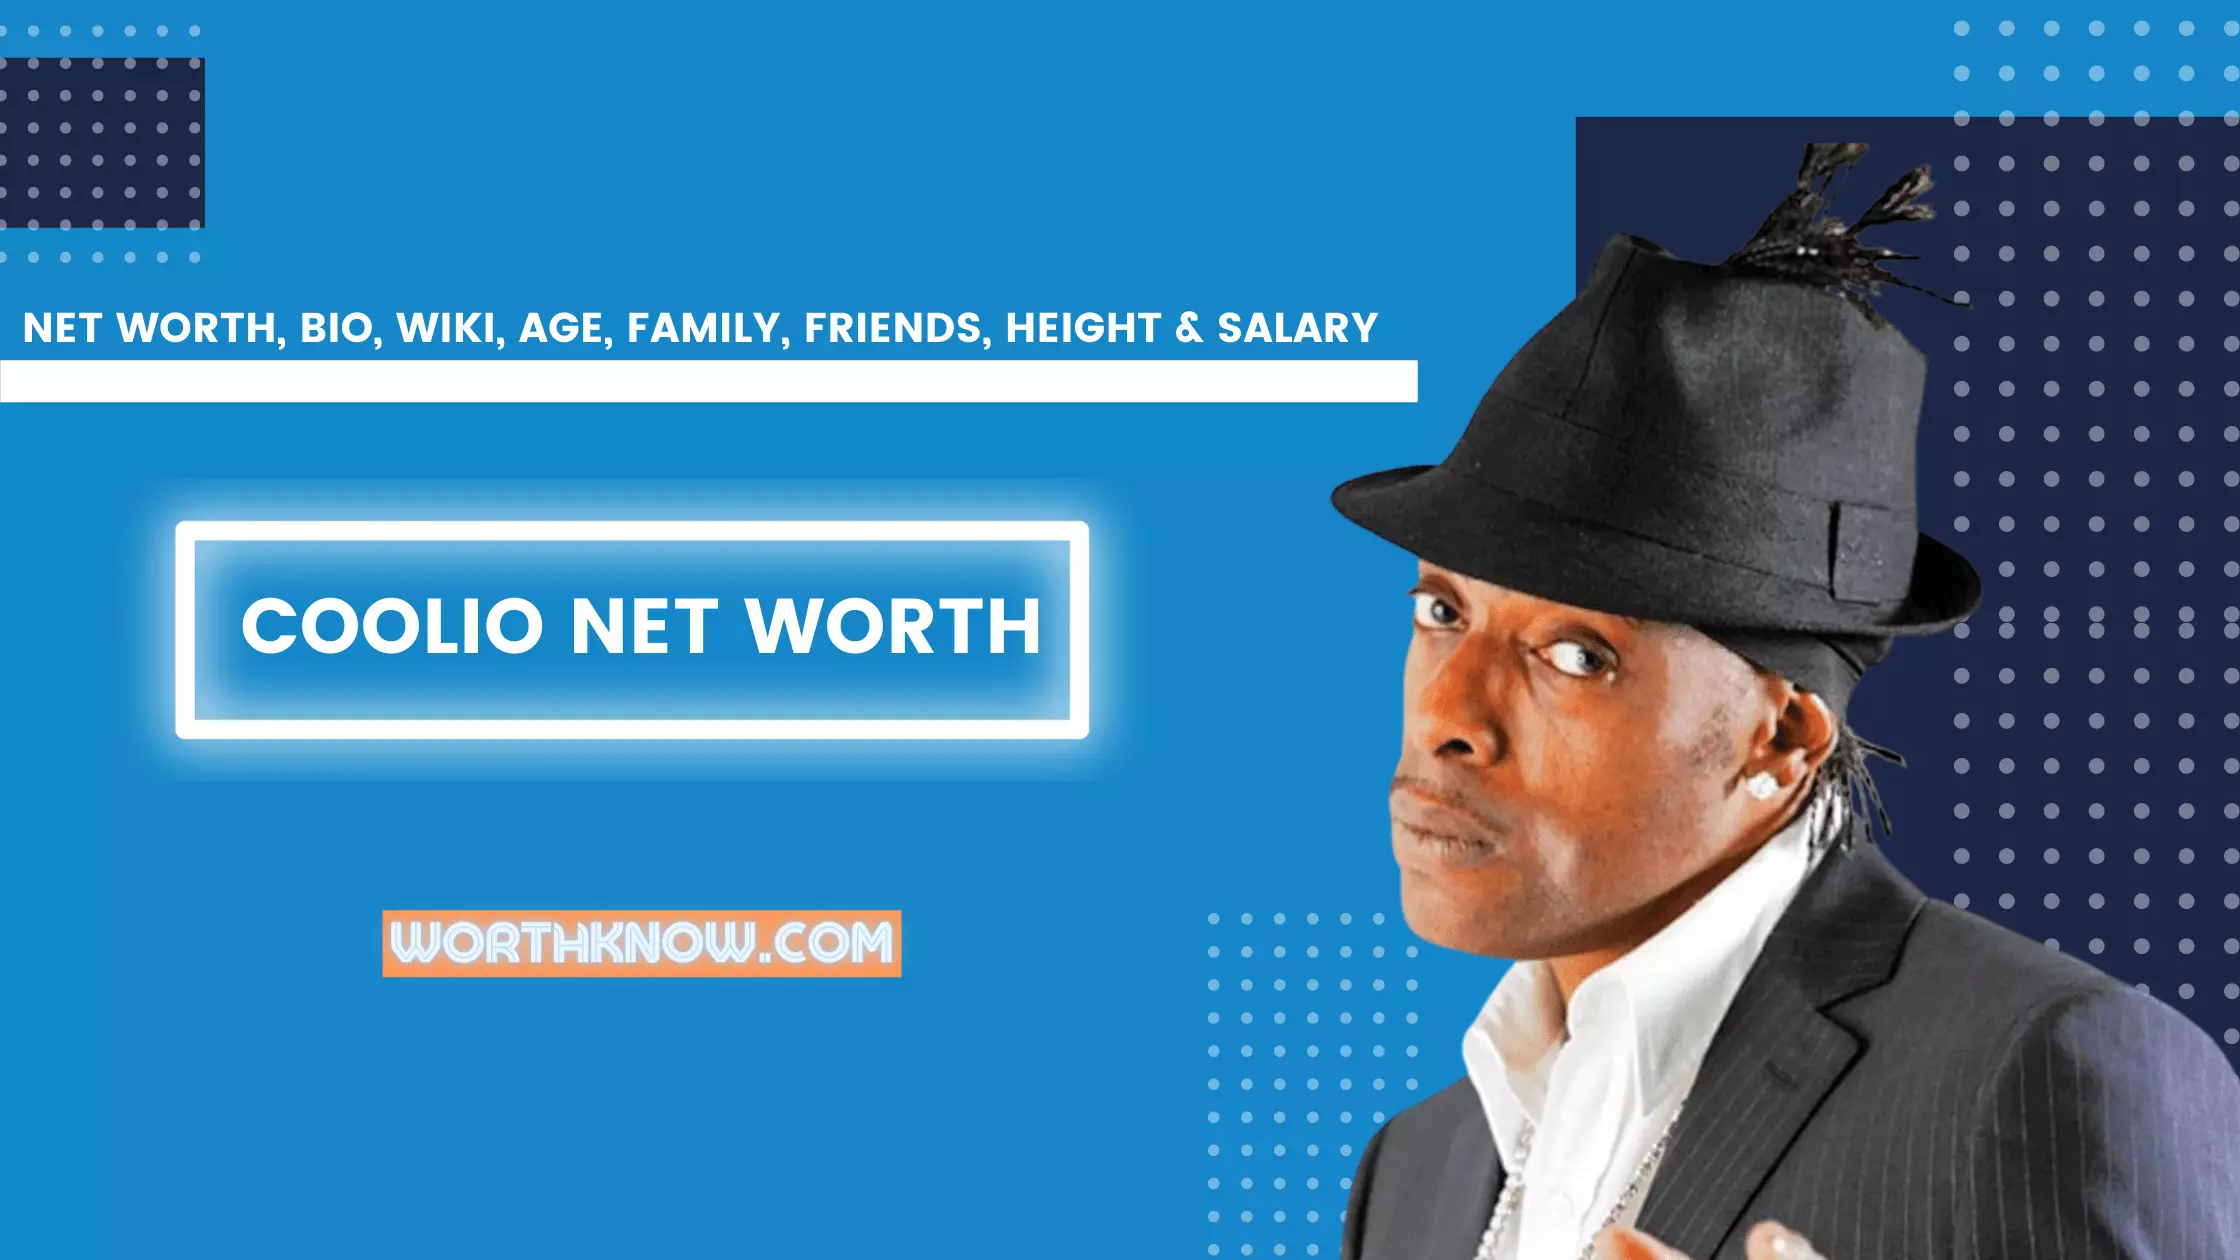 NET WORTH, BIO, WIKI, AGE, FAMILY, FRIENDS, HEIGHT & SALARY
COOLIO NET WORTH
WORTHKNOW.COM